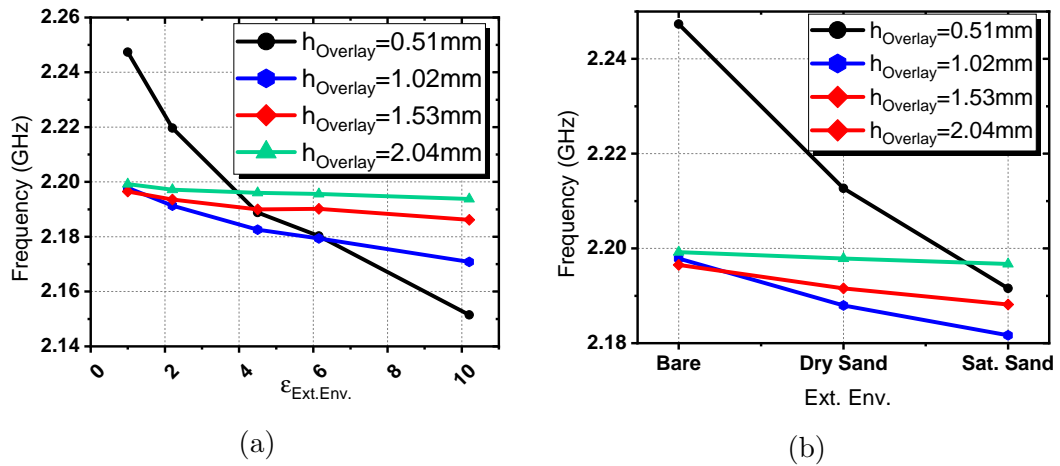 2.26
2.24
2.22
2.20
2.18
2.16
2.14
Frequency (GHz)
0
2
4
6
8
10
εExt.Env.
hOverlay=0.51mm
hOverlay=1.02mm
hOverlay=1.53mm
hOverlay=2.04mm
(a)
2.24
2.22
2.20
2.18
Frequency (GHz)
Bare
Dry Sand
Sat. Sand
Ext. Env.
hOverlay=0.51mm
hOverlay=1.02mm
hOverlay=1.53mm
hOverlay=2.04mm
(b)